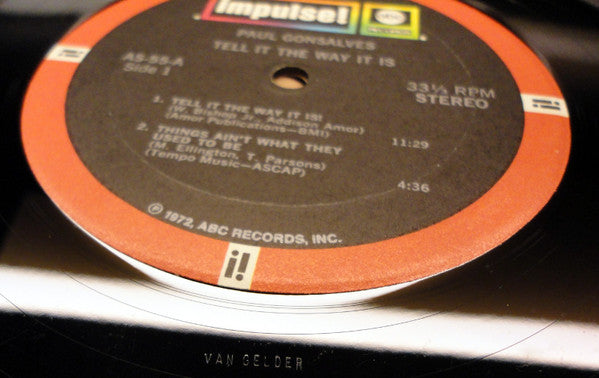 impulse!
abc
RECORDS
PAUL GONSALVES
TELL IT THE WAY IT IS
AS-55-A
Side 1
33⅓ RPM
STEREO
1. TELL IT THE WAY IT IS!
(W. Bishop Jr., Addison Amor)
(Amor Publications—BMI)
11:29
2. THINGS AIN'T WHAT THEY
USED TO BE
(M. Ellington, T. Parsons)
(Tempo Music—ASCAP)
4:36
Ⓟ 1972, ABC RECORDS, INC.
i!
i!
i!
VAN GELDER